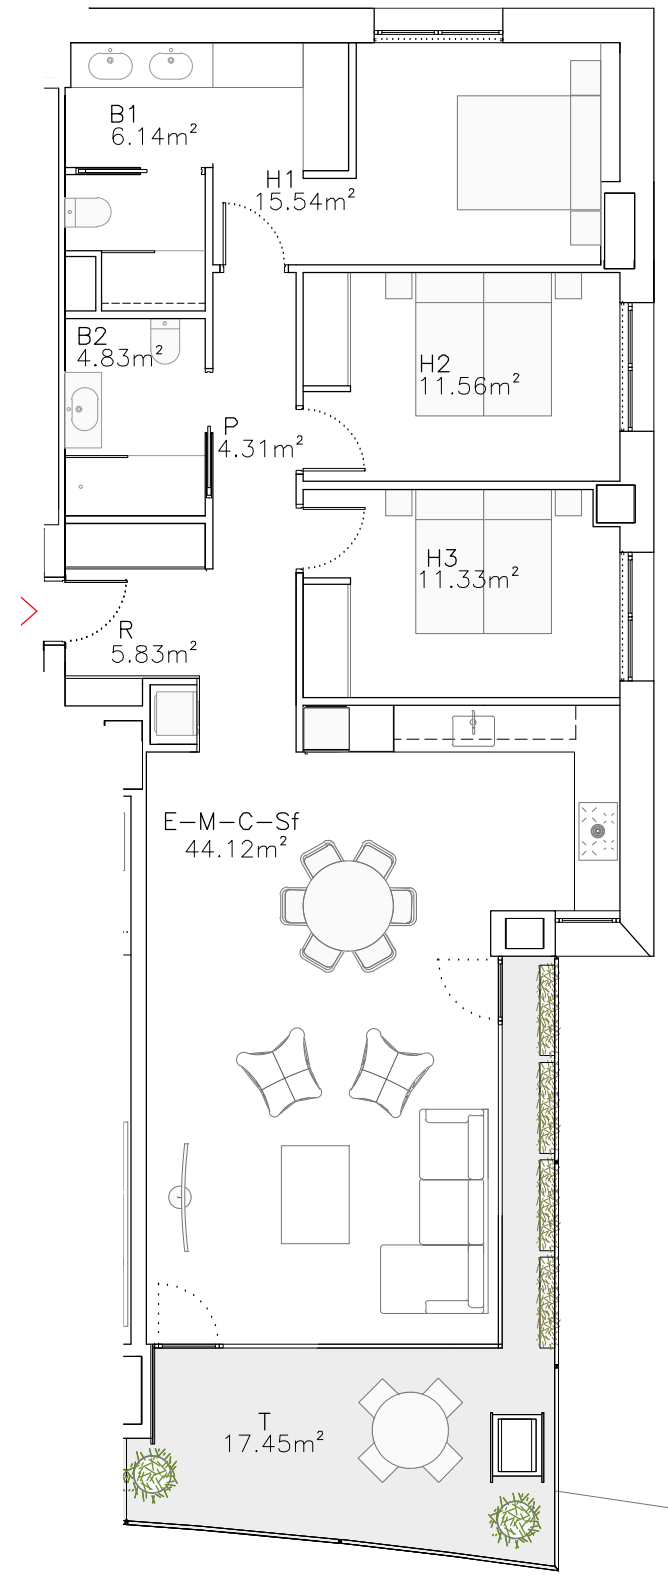 B1
6.14m²
H1
15.54m²
B2
4.83m²
H2
11.56m²
P
4.31m²
H3
11.33m²
R
5.83m²
E-M-C-Sf
44.12m²
T
17.45m²